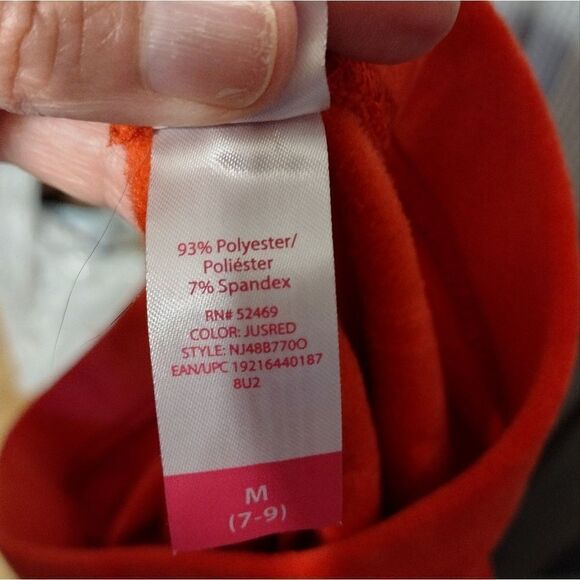 93% Polyester/
Poliéster
7% Spandex
RN# 52469
COLOR: JUSRED
STYLE: NJ48B770O
EAN/UPC 19216440187
8U2
M
(7-9)